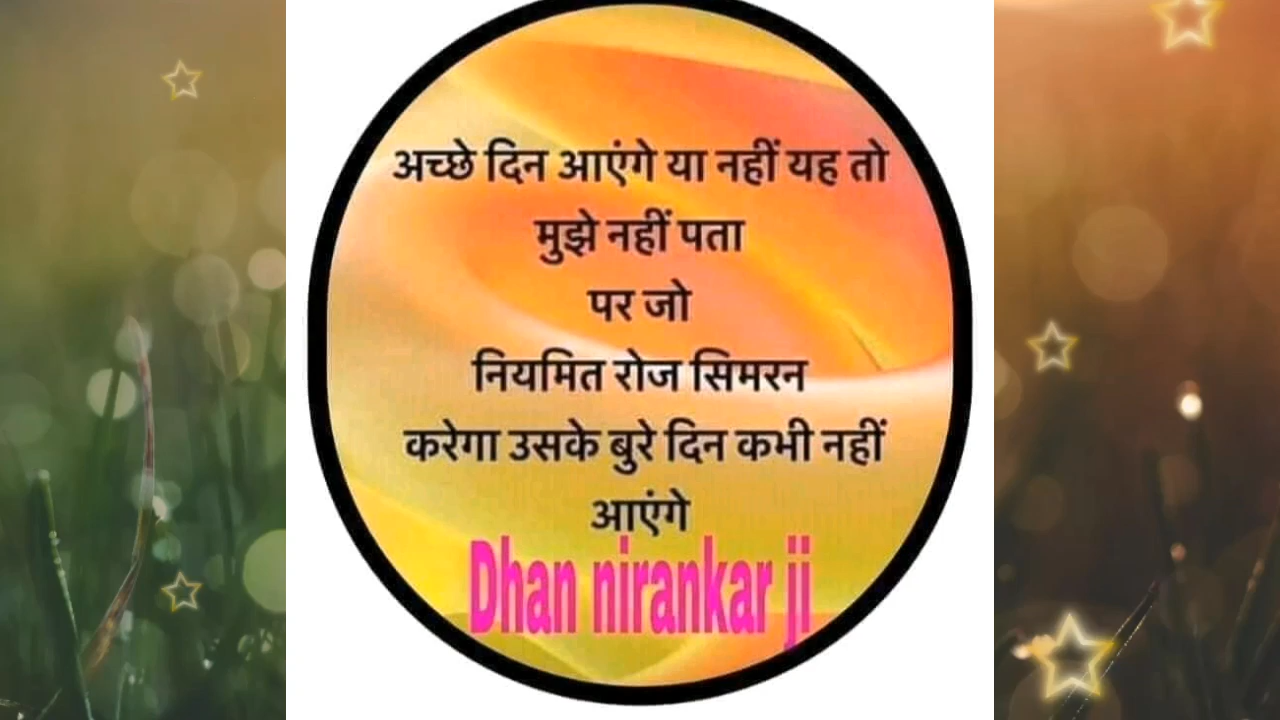 अच्छे दिन आएंगे या नहीं यह तो
मुझे नहीं पता
पर जो
नियमित रोज सिमरन
करेगा उसके बुरे दिन कभी नहीं
आएंगे
Dhan nirankar ji